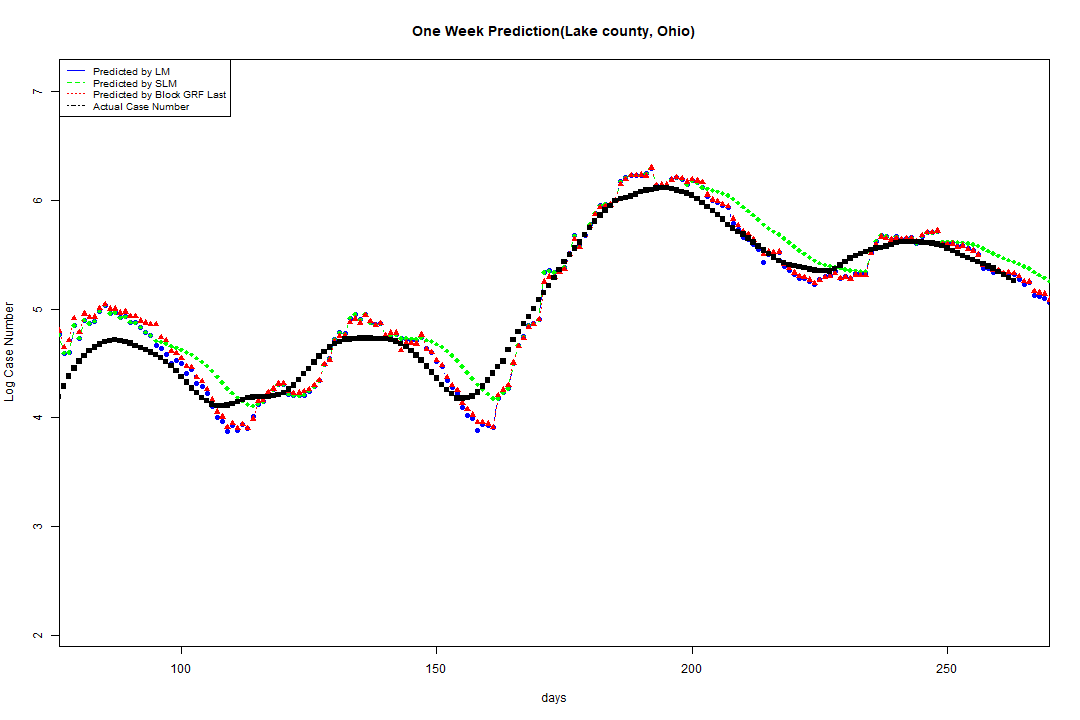 One Week Prediction(Lake county, Ohio)
Predicted by LM
Predicted by SLM
Predicted by Block GRF Last
Actual Case Number
7
6
5
4
3
2
Log Case Number
100
150
200
250
days